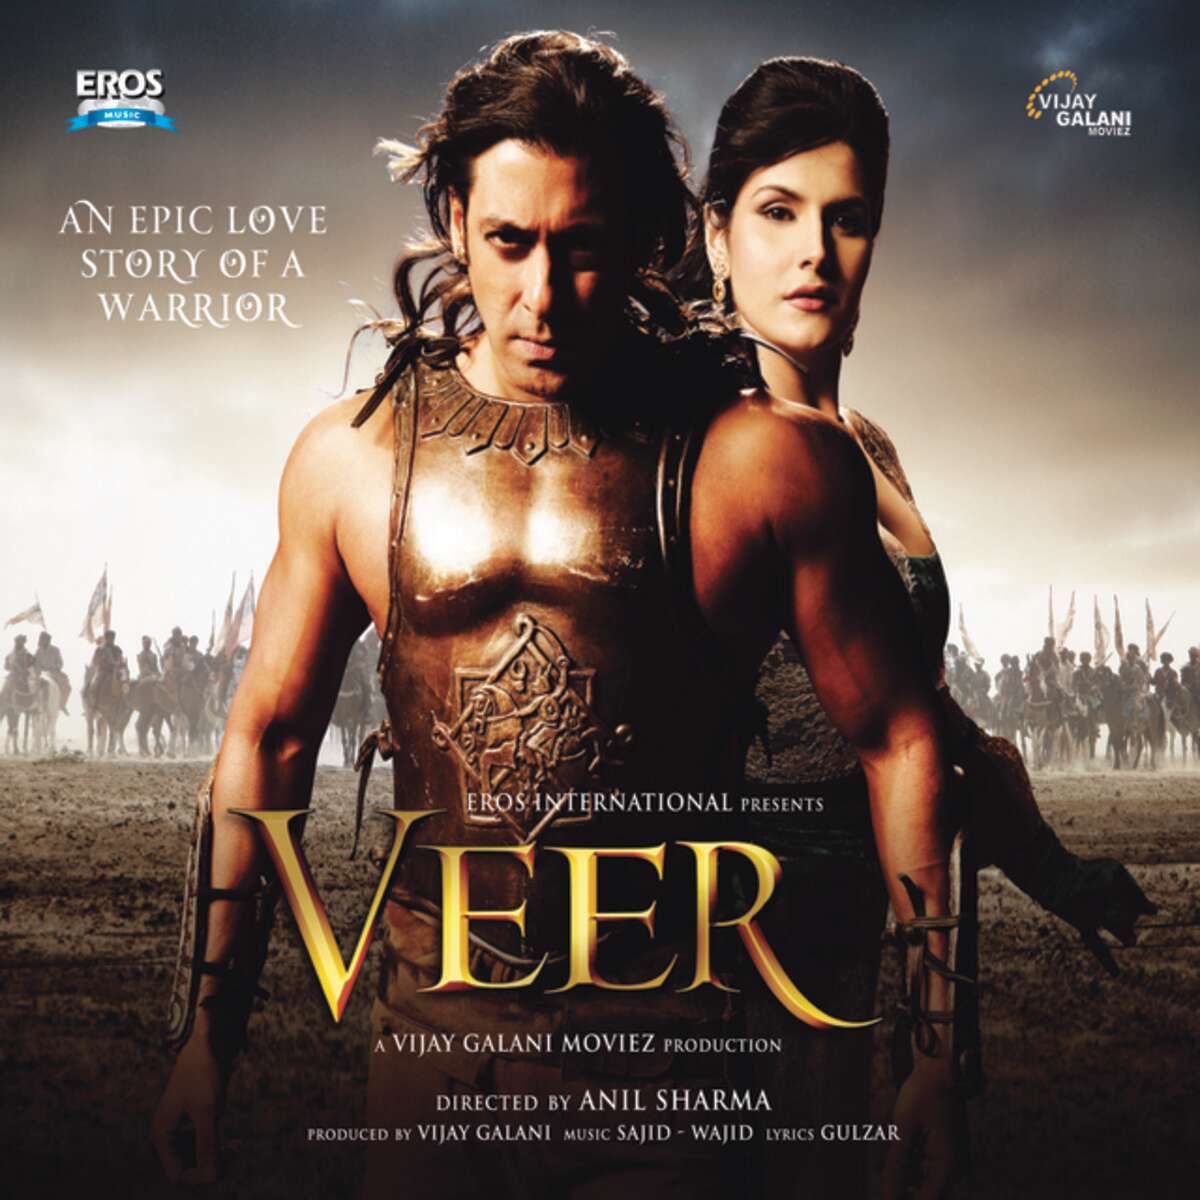 EROS
MUSIC
VIJAY
GALANI
MOVIEZ
AN EPIC LOVE
STORY OF A
WARRIOR
EROS INTERNATIONAL PRESENTS
VEER
A VIJAY GALANI MOVIEZ PRODUCTION
DIRECTED BY ANIL SHARMA
PRODUCED BY VIJAY GALANI MUSIC SAJID - WAJID LYRICS GULZAR